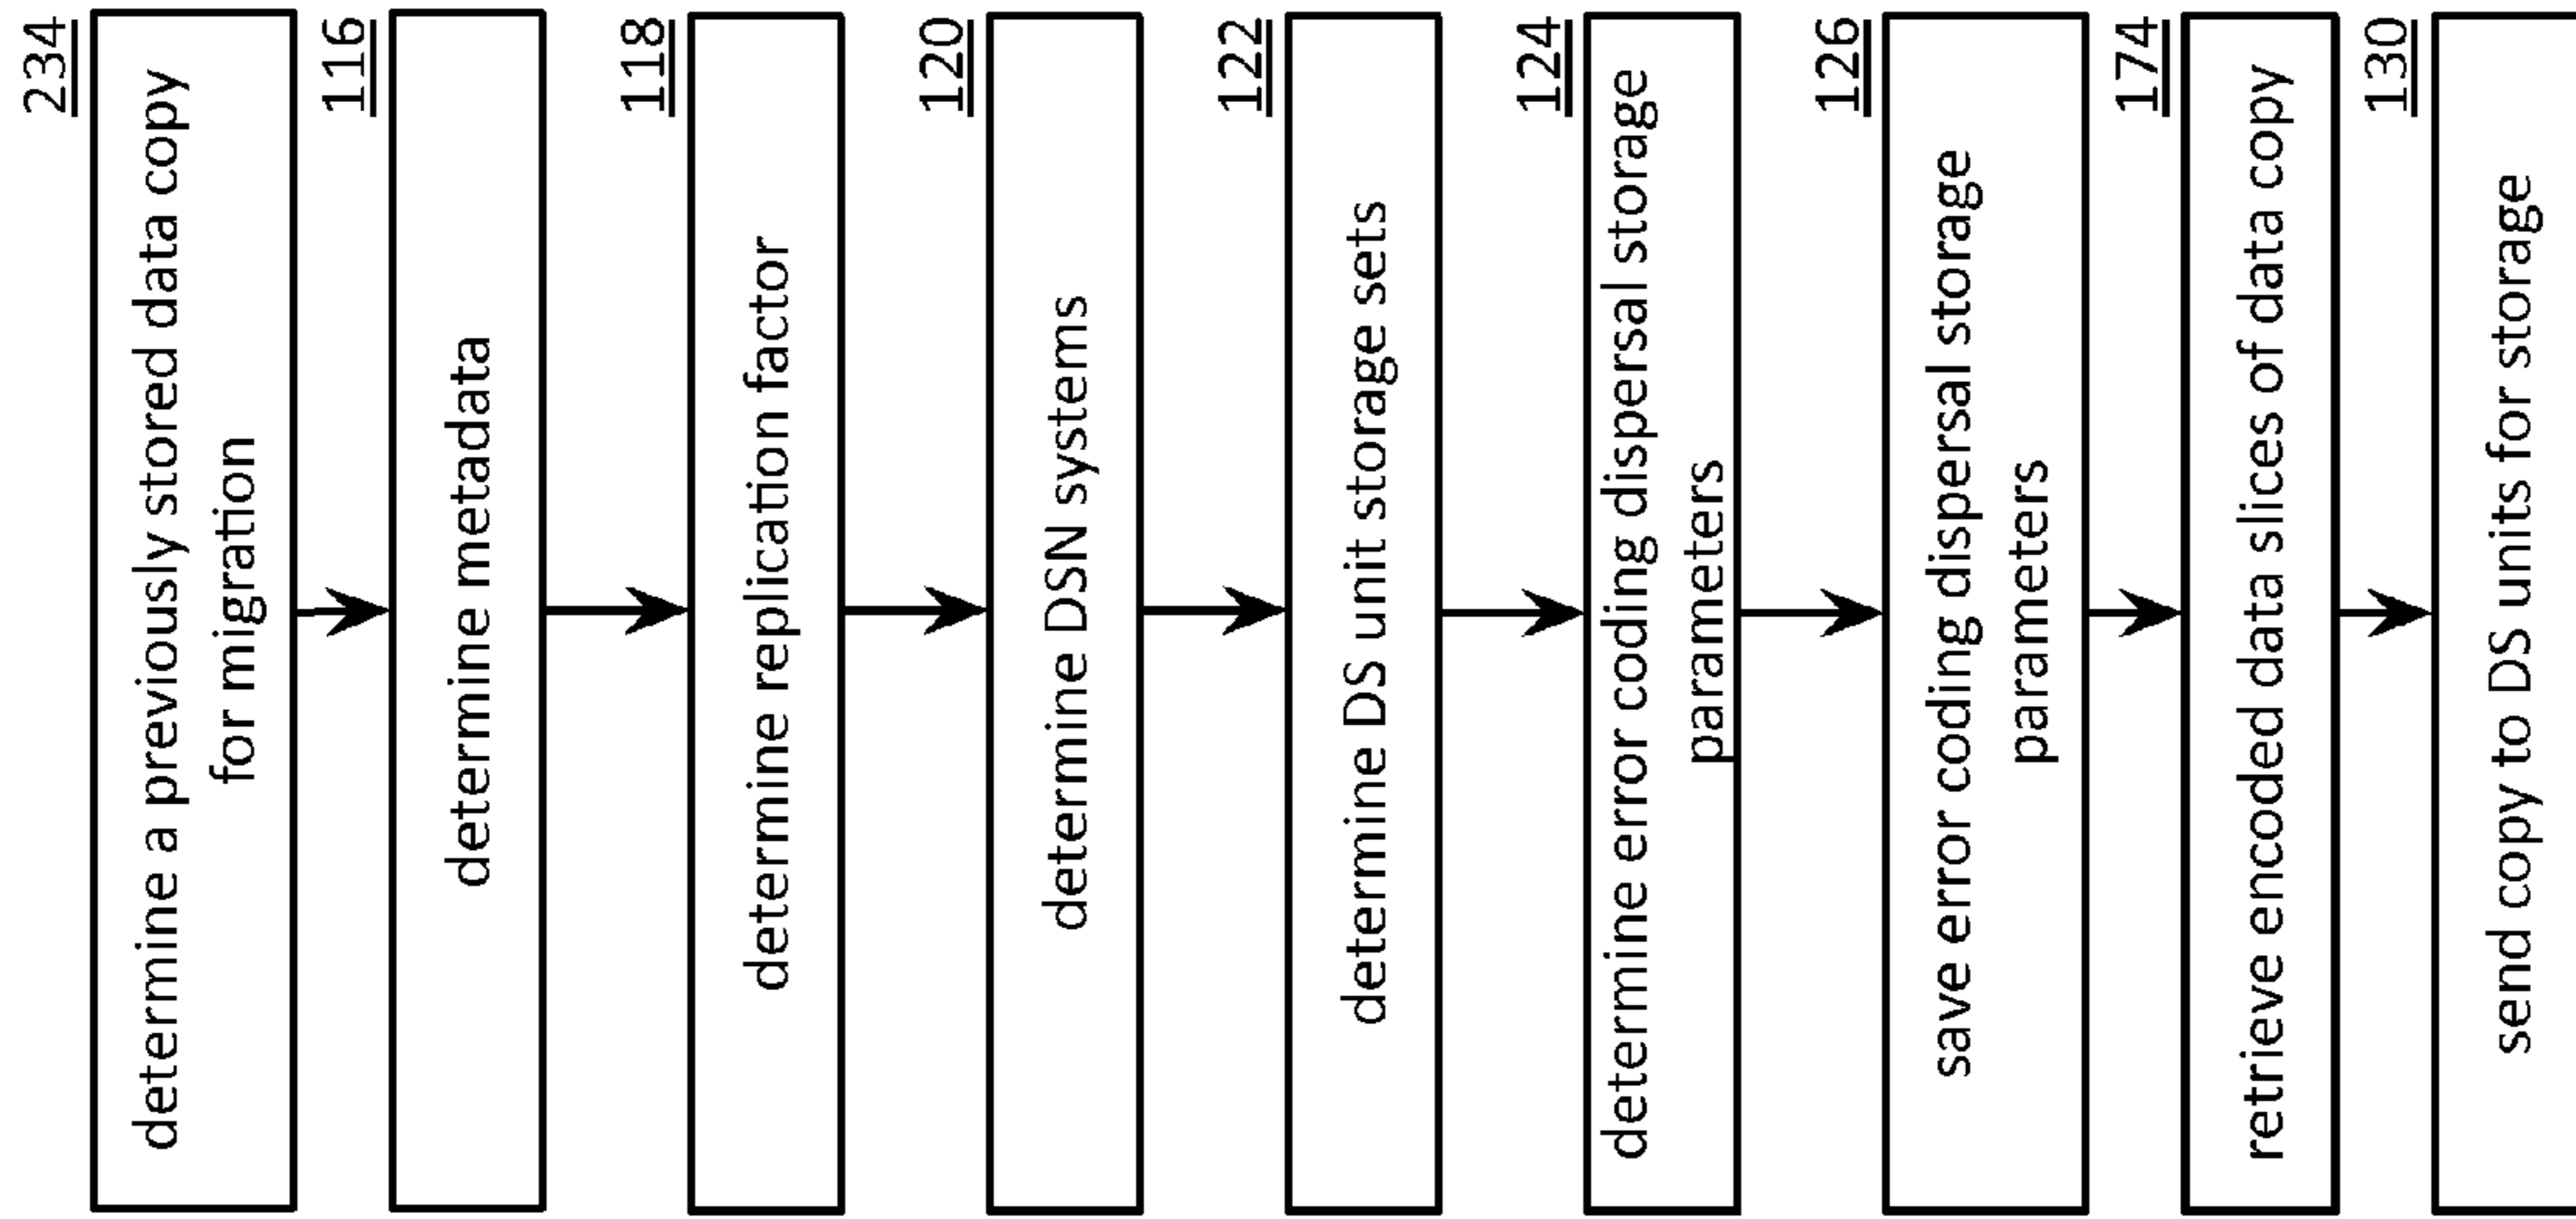 234
determine a previously stored data copy
for migration
116
determine metadata
118
determine replication factor
120
determine DSN systems
122
determine DS unit storage sets
124
determine error coding dispersal storage
parameters
126
save error coding dispersal storage
parameters
174
retrieve encoded data slices of data copy
130
send copy to DS units for storage